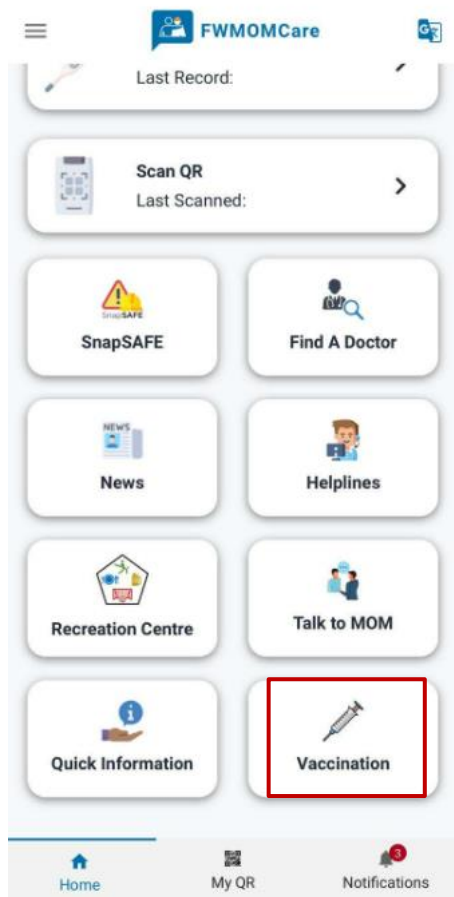 FWMOMCare
G
Last Record:
Scan QR
Last Scanned:
SnapSAFE
SnapSAFE
Find A Doctor
NEWS
News
Helplines
Recreation Centre
Talk to MOM
i
Quick Information
Vaccination
3
Home
My QR
Notifications